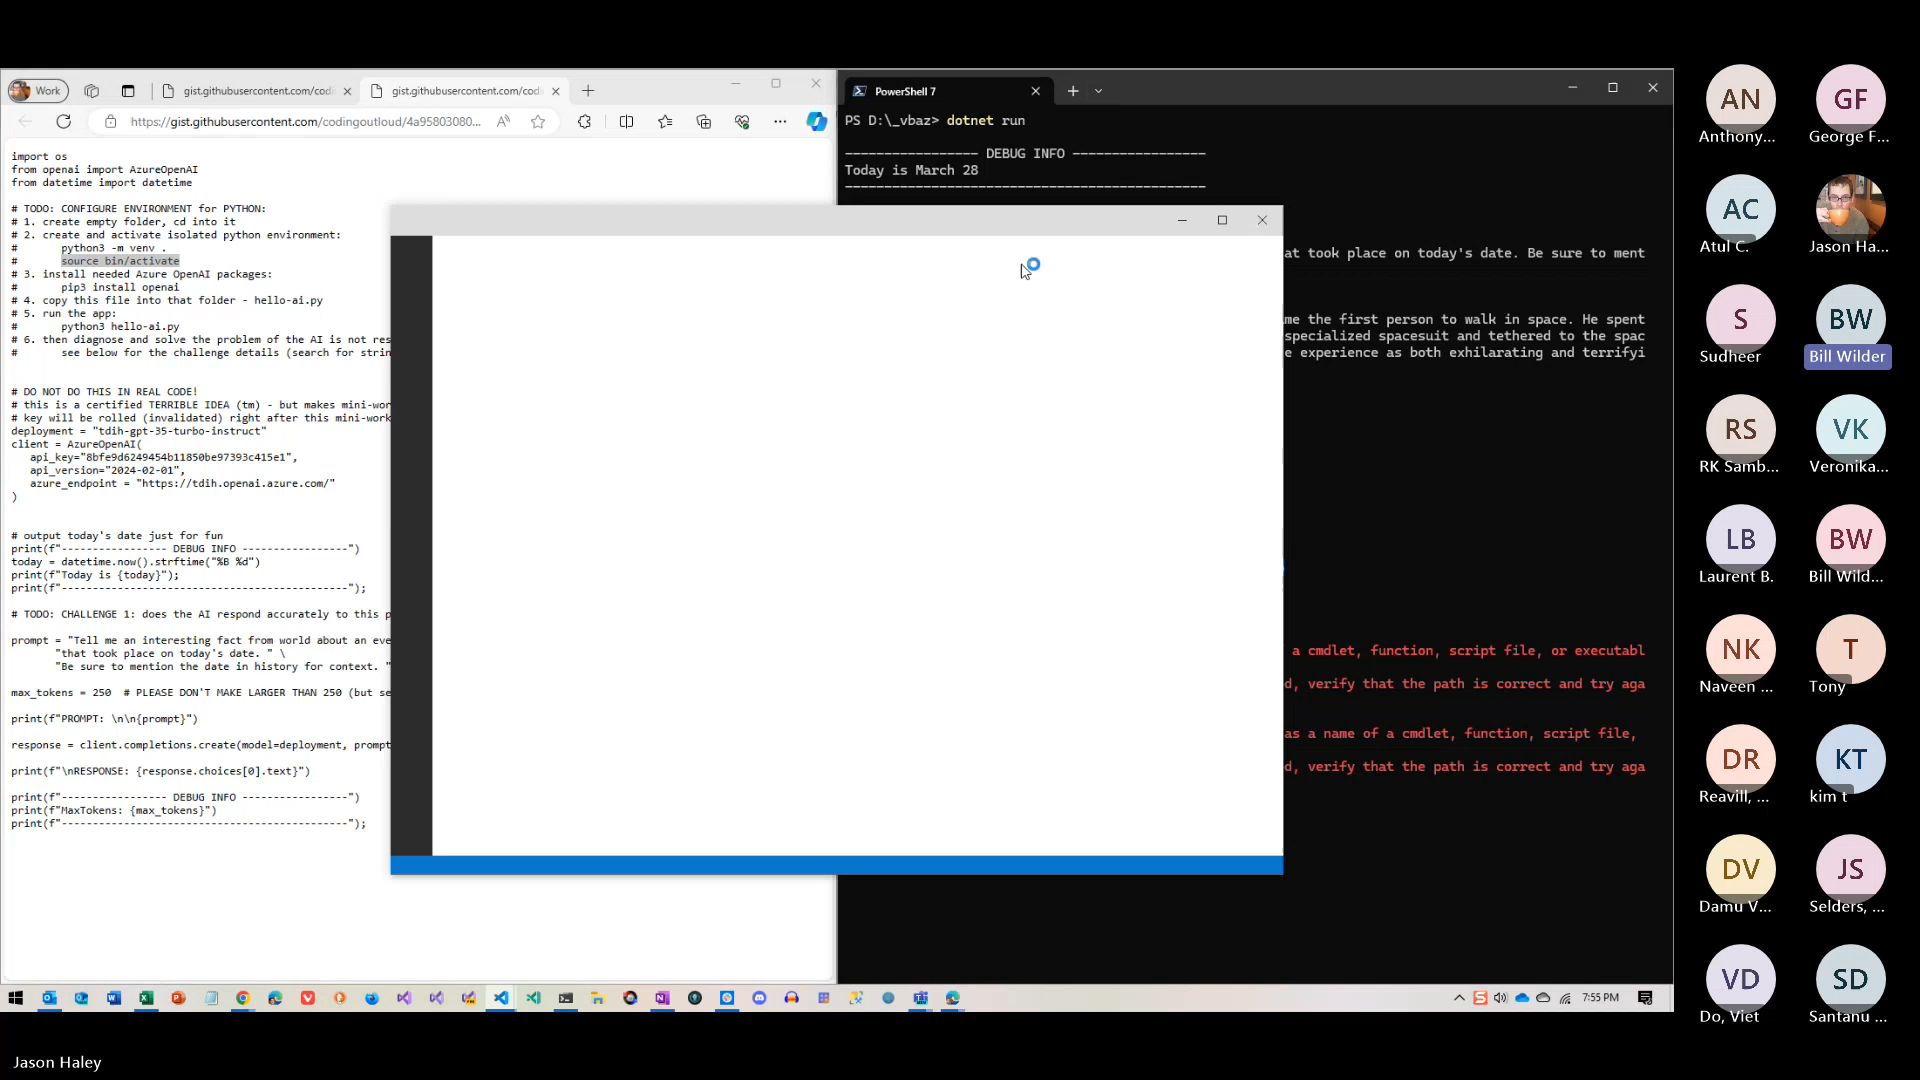 Work
gist.githubusercontent.com/codi
gist.githubusercontent.com/codi
https://gist.githubusercontent.com/codingoutloud/4a95803080...
import os
from openai import AzureOpenAI
from datetime import datetime
# TODO: CONFIGURE ENVIRONMENT for PYTHON:
# 1. create empty folder, cd into it
# 2. create and activate isolated python environment:
#      python3 -m venv .
#      source bin/activate
# 3. install needed Azure OpenAI packages:
#      pip3 install openai
# 4. copy this file into that folder - hello-ai.py
# 5. run the app:
#      python3 hello-ai.py
# 6. then diagnose and solve the problem of the AI is not res
#      see below for the challenge details (search for strin
# DO NOT DO THIS IN REAL CODE!
# this is a certified TERRIBLE IDEA (tm) - but makes mini-wor
# key will be rolled (invalidated) right after this mini-work
deployment = "tdih-gpt-35-turbo-instruct"
client = AzureOpenAI(
api_key="8bfe9d6249454b11850be97393c415e1",
api_version="2024-02-01",
azure_endpoint = "https://tdih.openai.azure.com/"
)
# output today's date just for fun
print(f"----------------- DEBUG INFO -----------------")
today = datetime.now().strftime("%B %d")
print(f"Today is {today}");
print(f"----------------------------------------------");
# TODO: CHALLENGE 1: does the AI respond accurately to this p
prompt = "Tell me an interesting fact from world about an eve
"that took place on today's date. " \
"Be sure to mention the date in history for context. "
max_tokens = 250  # PLEASE DON'T MAKE LARGER THAN 250 (but se
print(f"PROMPT: \n\n{prompt}")
response = client.completions.create(model=deployment, prompt
print(f"\nRESPONSE: {response.choices[0].text}")
print(f"----------------- DEBUG INFO -----------------")
print(f"MaxTokens: {max_tokens}")
print(f"----------------------------------------------");
PowerShell 7
PS D:\_vbaz> dotnet run
----------------- DEBUG INFO -----------------
Today is March 28
----------------------------------------------
at took place on today's date. Be sure to ment
me the first person to walk in space. He spent
specialized spacesuit and tethered to the spac
e experience as both exhilarating and terrifyi
a cmdlet, function, script file, or executabl
d, verify that the path is correct and try aga
as a name of a cmdlet, function, script file,
d, verify that the path is correct and try aga
7:55 PM
AN
Anthony...
GF
George F...
AC
Atul C.
Jason Ha...
S
Sudheer
BW
Bill Wilder
RS
RK Samb...
VK
Veronika...
LB
Laurent B.
BW
Bill Wild...
NK
Naveen ...
T
Tony
DR
Reavill, ...
KT
kim t
DV
Damu V...
JS
Selders, ...
VD
Do, Viet
SD
Santanu ...
Jason Haley